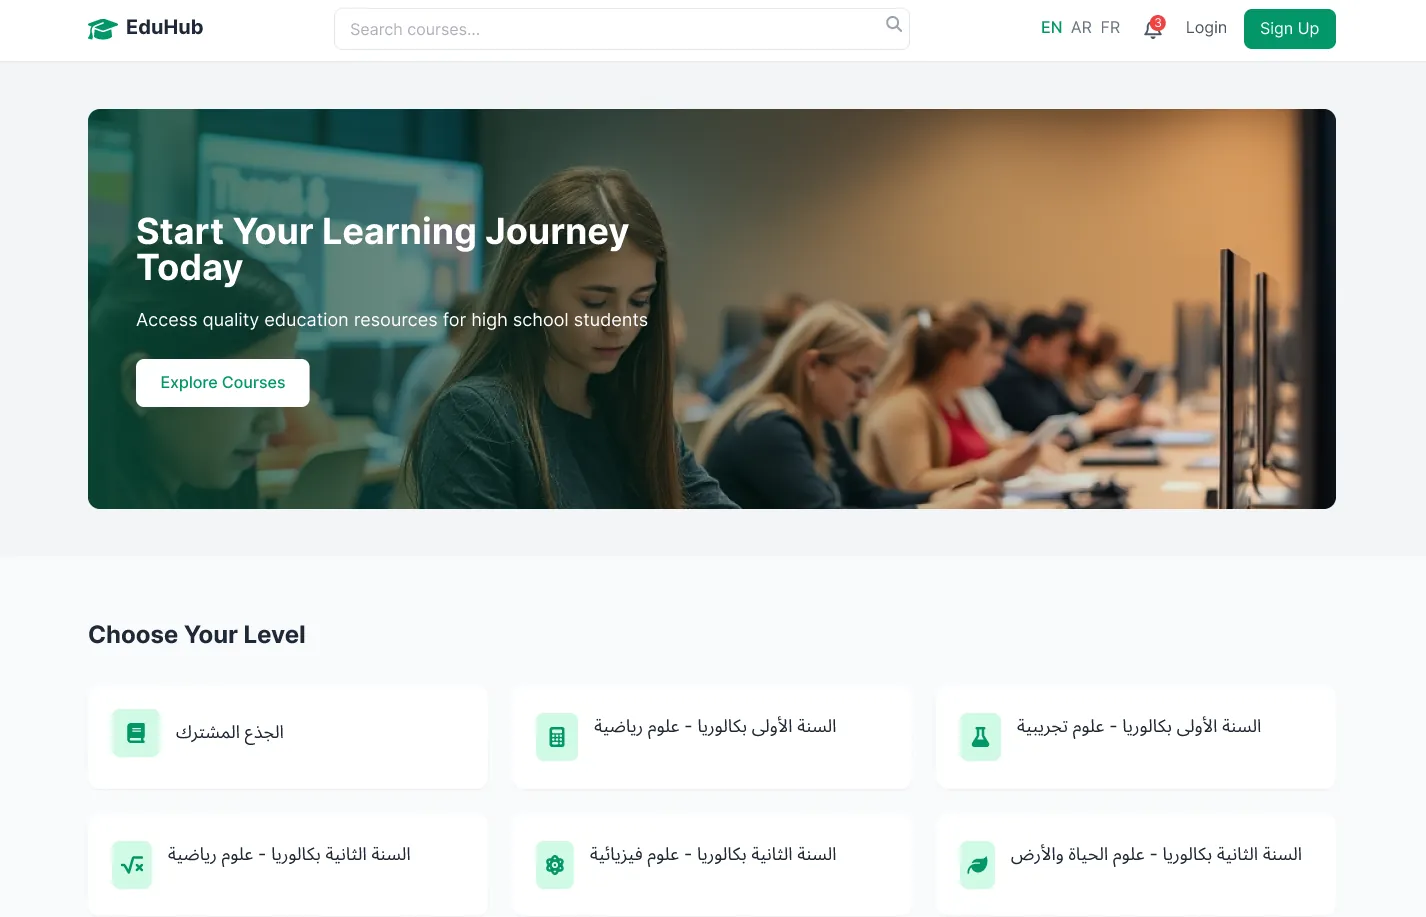 EduHub
Search courses...
EN AR FR
3
Login
Sign Up
Start Your Learning Journey
Today
Access quality education resources for high school students
Explore Courses
Choose Your Level
الجذع المشترك
السنة الأولى بكالوريا - علوم رياضية
السنة الأولى بكالوريا - علوم تجريبية
السنة الثانية بكالوريا - علوم رياضية
السنة الثانية بكالوريا - علوم فيزيائية
السنة الثانية بكالوريا - علوم الحياة والأرض